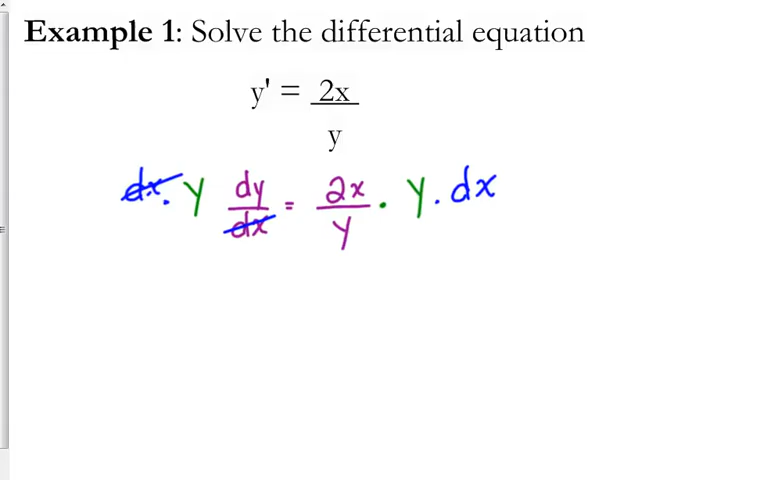 Example 1: Solve the differential equation
y' = 2x
y
dx. y dy/dx = 2x/y · y · dx